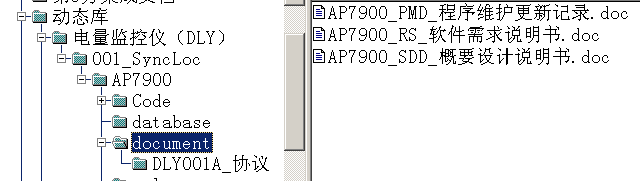 动态库
电量监控仪（DLY）
001_SyncLoc
AP7900
Code
database
document
DLY001A_协议
AP7900_PMD_程序维护更新记录.doc
AP7900_RS_软件需求说明书.doc
AP7900_SDD_概要设计说明书.doc